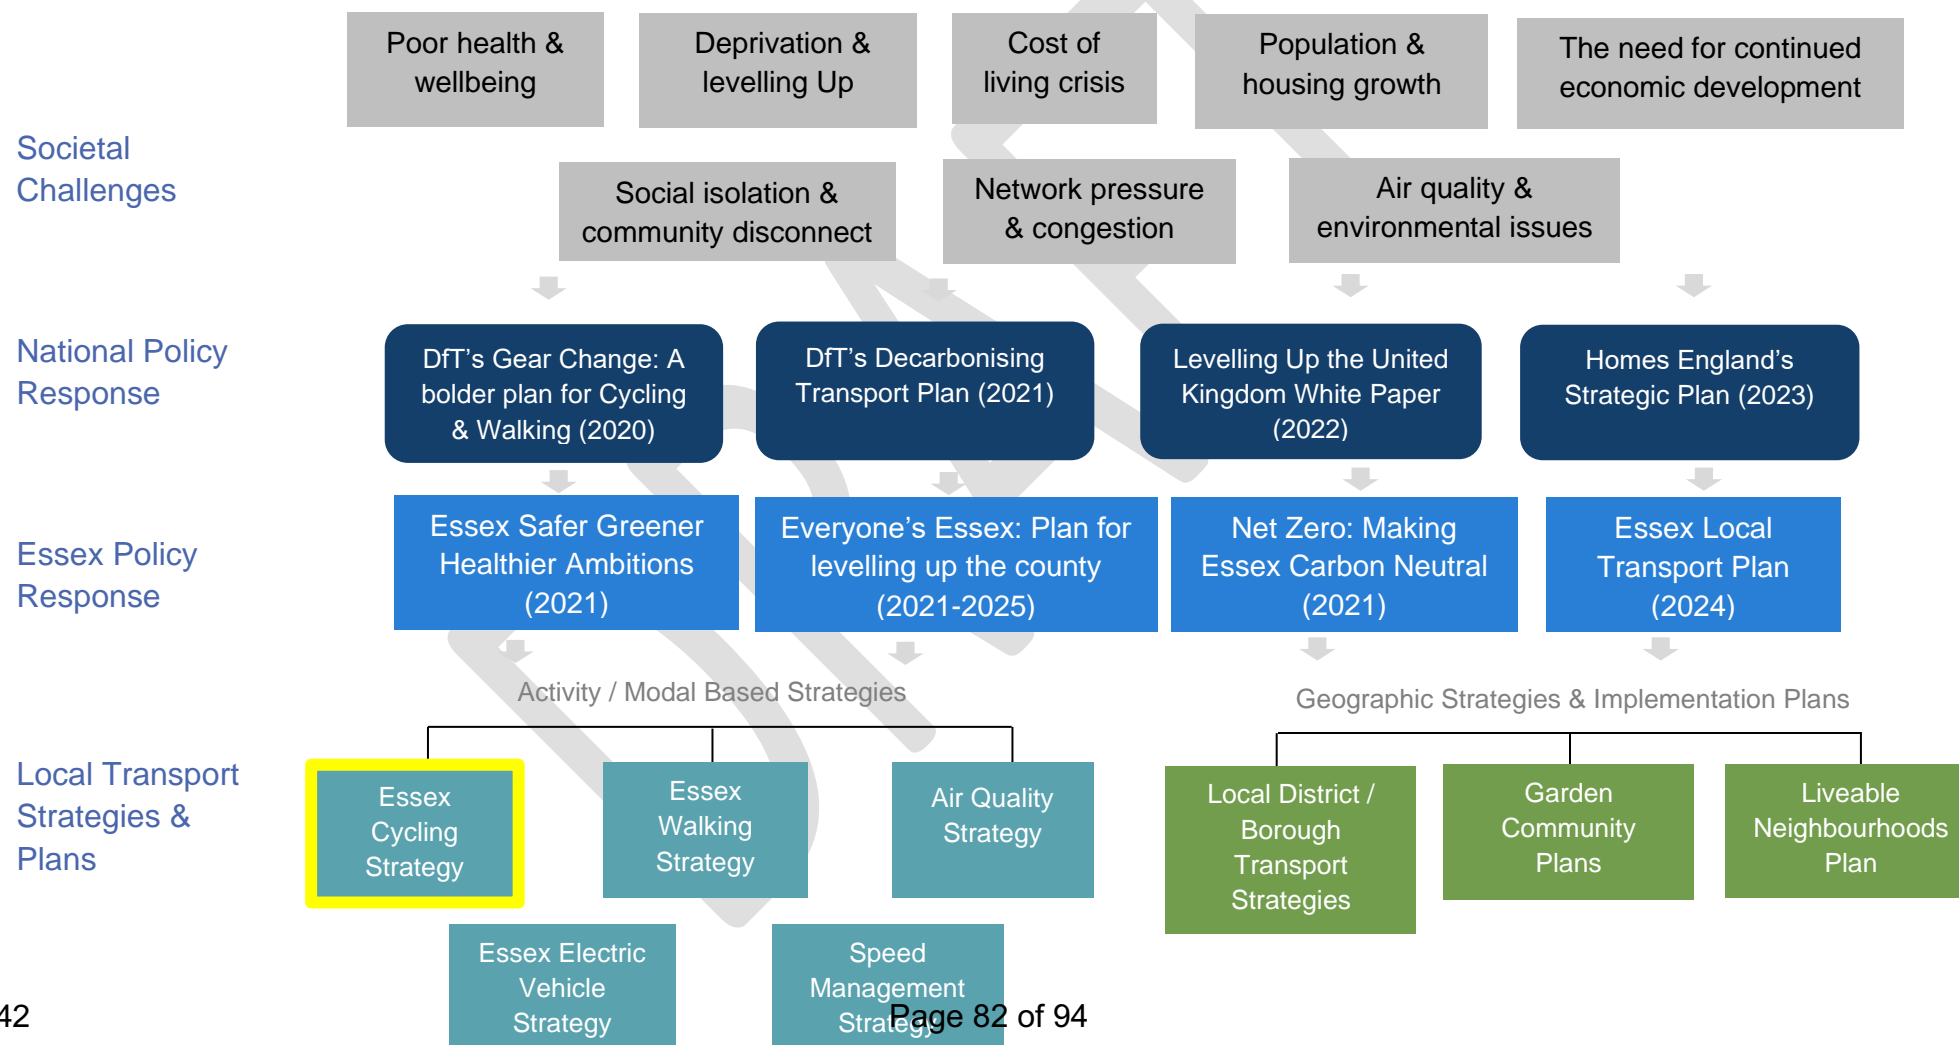 Poor health &
wellbeing
Deprivation &
levelling Up
Cost of
living crisis
Population &
housing growth
The need for continued
economic development
Societal
Challenges
Social isolation &
community disconnect
Network pressure
& congestion
Air quality &
environmental issues
National Policy
Response
DfT's Gear Change: A
bolder plan for Cycling
& Walking (2020)
DfT's Decarbonising
Transport Plan (2021)
Levelling Up the United
Kingdom White Paper
(2022)
Homes England's
Strategic Plan (2023)
Essex Policy
Response
Essex Safer Greener
Healthier Ambitions
(2021)
Everyone's Essex: Plan for
levelling up the county
(2021-2025)
Net Zero: Making
Essex Carbon Neutral
(2021)
Essex Local
Transport Plan
(2024)
Activity / Modal Based Strategies
Geographic Strategies & Implementation Plans
Local Transport
Strategies &
Plans
Essex
Cycling
Strategy
Essex
Walking
Strategy
Air Quality
Strategy
Local District /
Borough
Transport
Strategies
Garden
Community
Plans
Liveable
Neighbourhoods
Plan
Essex Electric
Vehicle
Strategy
Speed
Management
Strategy
42
Page 82 of 94
DRAFT